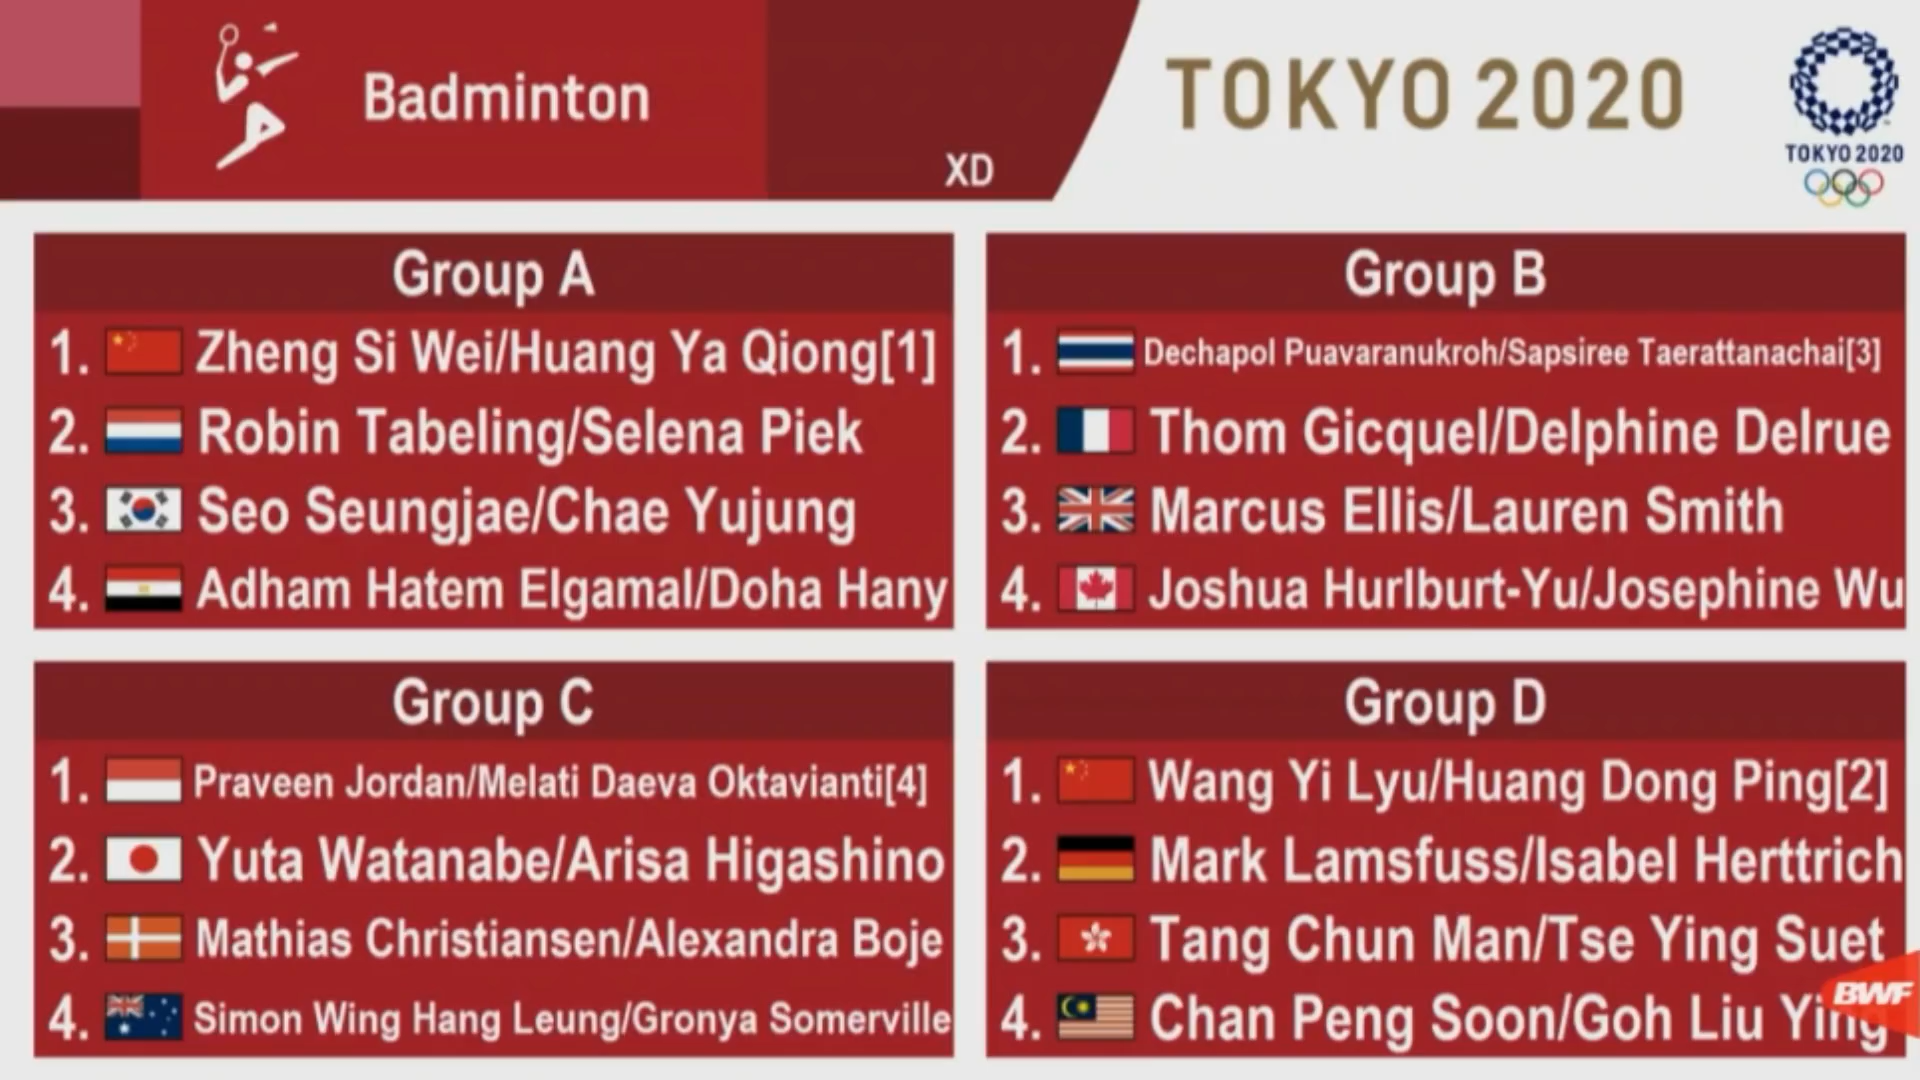 Badminton
XD
TOKYO 2020
TOKYO 2020
Group A
1. Zheng Si Wei/Huang Ya Qiong[1]
2. Robin Tabeling/Selena Piek
3. Seo Seungjae/Chae Yujung
4. Adham Hatem Elgamal/Doha Hany
Group B
1. Dechapol Puavaranukroh/Sapsiree Taerattanachai[3]
2. Thom Gicquel/Delphine Delrue
3. Marcus Ellis/Lauren Smith
4. Joshua Hurlburt-Yu/Josephine Wu
Group C
1. Praveen Jordan/Melati Daeva Oktavianti[4]
2. Yuta Watanabe/Arisa Higashino
3. Mathias Christiansen/Alexandra Boje
4. Simon Wing Hang Leung/Gronya Somerville
Group D
1. Wang Yi Lyu/Huang Dong Ping[2]
2. Mark Lamsfuss/Isabel Herttrich
3. Tang Chun Man/Tse Ying Suet
4. Chan Peng Soon/Goh Liu Ying
BWF